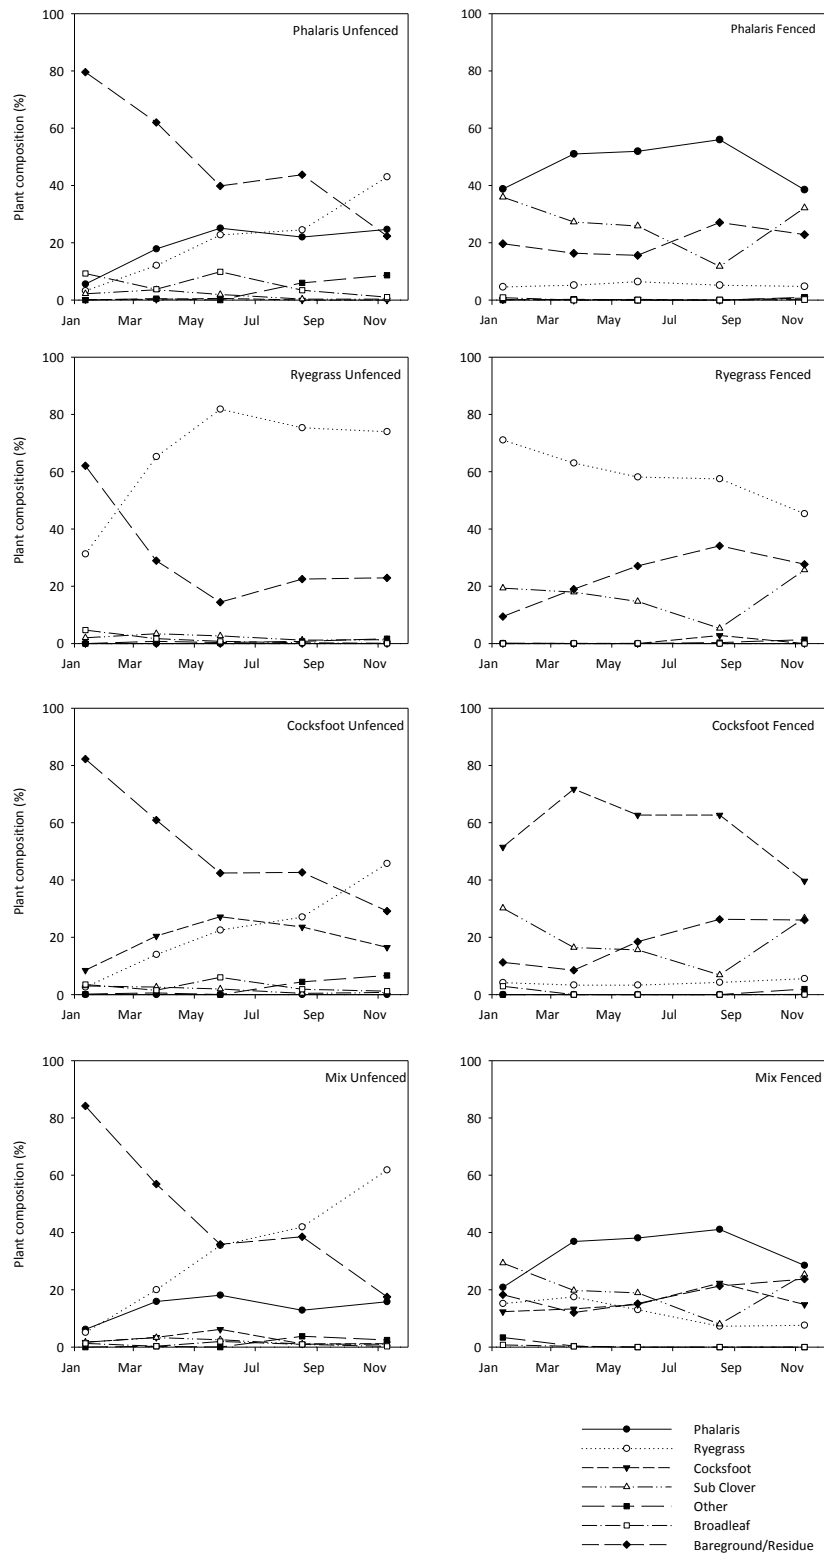 Phalaris Unfenced
Phalaris Fenced
Plant composition (%)
100
80
60
40
20
0
Jan Mar May Jul Sep Nov
100
80
60
40
20
0
Jan Mar May Jul Sep Nov
Ryegrass Unfenced
Ryegrass Fenced
Plant composition (%)
100
80
60
40
20
0
Jan Mar May Jul Sep Nov
100
80
60
40
20
0
Jan Mar May Jul Sep Nov
Cocksfoot Unfenced
Cocksfoot Fenced
Plant composition (%)
100
80
60
40
20
0
Jan Mar May Jul Sep Nov
100
80
60
40
20
0
Jan Mar May Jul Sep Nov
Mix Unfenced
Mix Fenced
Plant composition (%)
100
80
60
40
20
0
Jan Mar May Jul Sep Nov
100
80
60
40
20
0
Jan Mar May Jul Sep Nov
Phalaris
Ryegrass
Cocksfoot
Sub Clover
Other
Broadleaf
Bareground/Residue